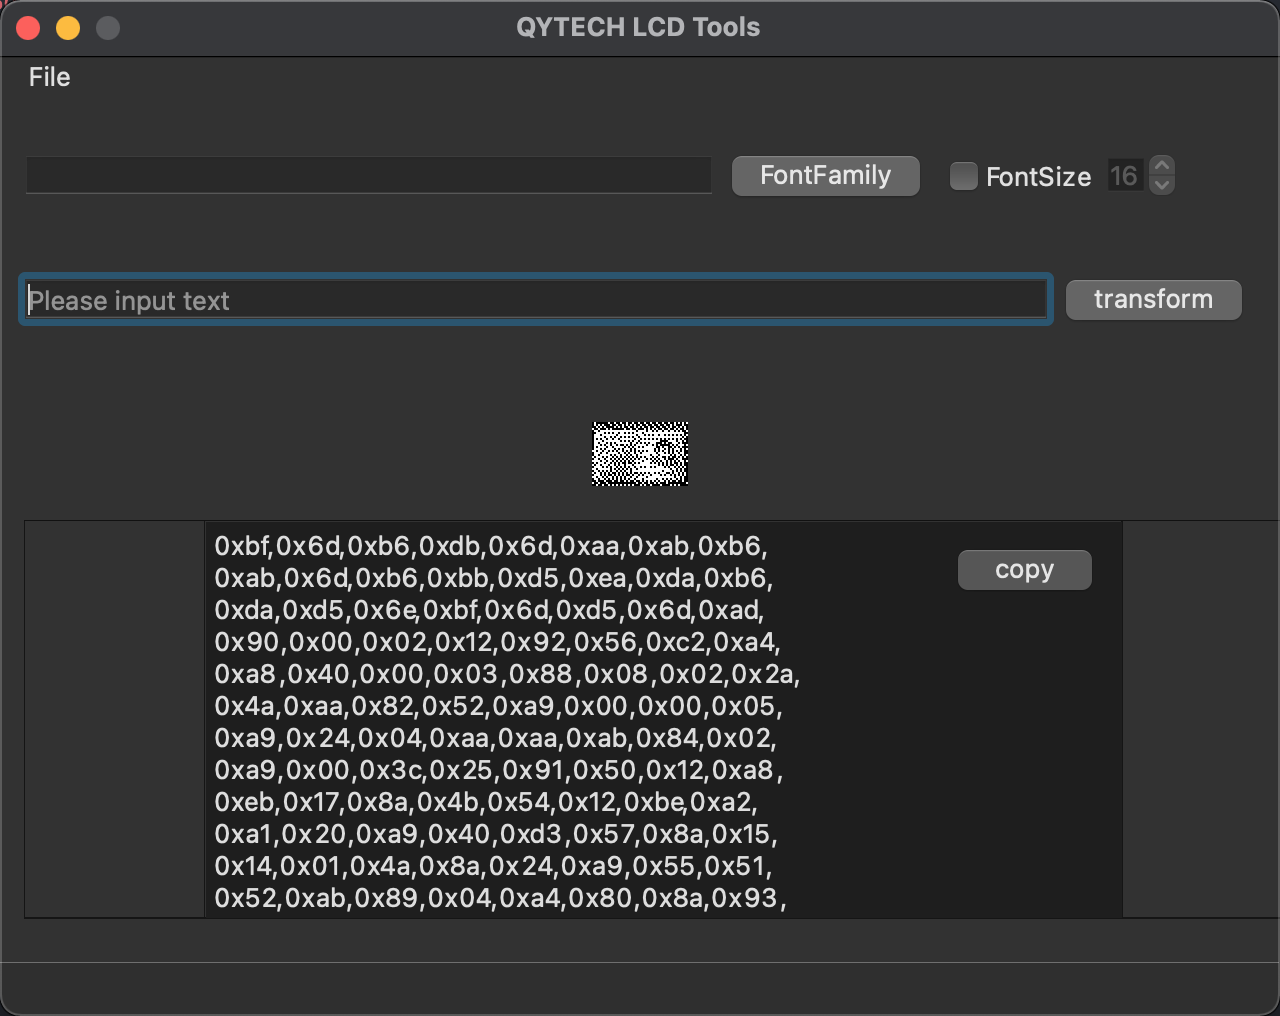 QYTECH LCD Tools
File
FontFamily
FontSize 16
Please input text
transform
0xbf,0x6d,0xb6,0xdb,0x6d,0xaa,0xab,0xb6,
0xab,0x6d,0xb6,0xbb,0xd5,0xea,0xda,0xb6,
0xda,0xd5,0x6e,0xbf,0x6d,0xd5,0x6d,0xad,
0x90,0x00,0x02,0x12,0x92,0x56,0xc2,0xa4,
0xa8,0x40,0x00,0x03,0x88,0x08,0x02,0x2a,
0x4a,0xaa,0x82,0x52,0xa9,0x00,0x00,0x05,
0xa9,0x24,0x04,0xaa,0xaa,0xab,0x84,0x02,
0xa9,0x00,0x3c,0x25,0x91,0x50,0x12,0xa8,
0xeb,0x17,0x8a,0x4b,0x54,0x12,0xbe,0xa2,
0xa1,0x20,0xa9,0x40,0xd3,0x57,0x8a,0x15,
0x14,0x01,0x4a,0x8a,0x24,0xa9,0x55,0x51,
0x52,0xab,0x89,0x04,0xa4,0x80,0x8a,0x93,
copy